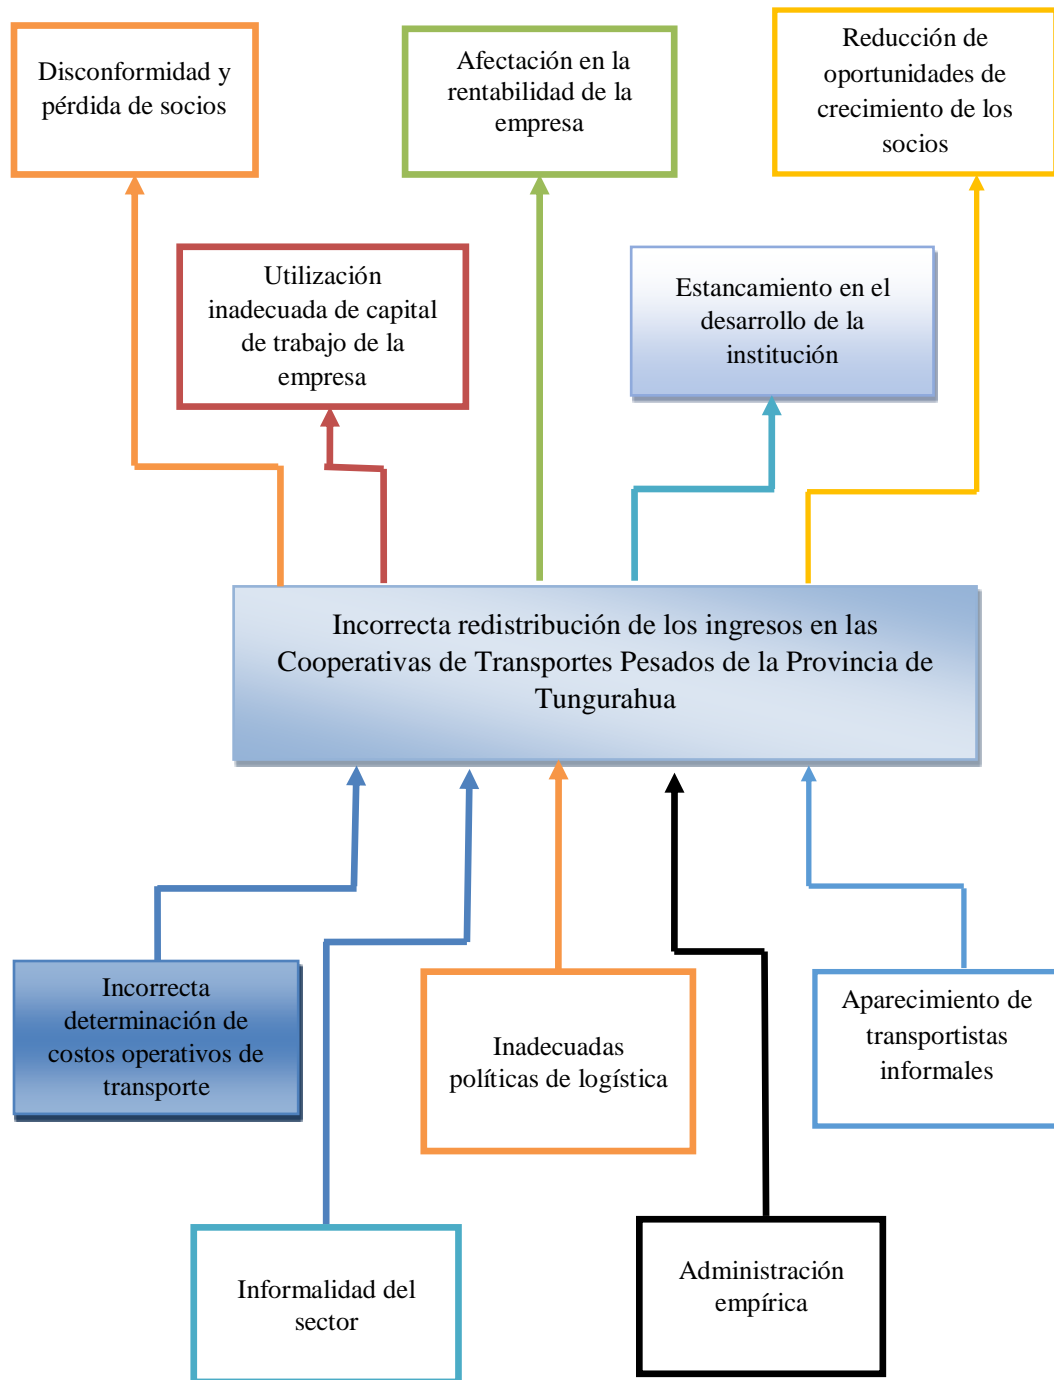 Disconformidad y
pérdida de socios
Afectación en la
rentabilidad de la
empresa
Reducción de
oportunidades de
crecimiento de los
socios
Utilización
inadecuada de capital
de trabajo de la
empresa
Estancamiento en el
desarrollo de la
institución
Incorrecta redistribución de los ingresos en las
Cooperativas de Transportes Pesados de la Provincia de
Tungurahua
Incorrecta
determinación de
costos operativos de
transporte
Inadecuadas
políticas de logística
Aparecimiento de
transportistas
informales
Informalidad del
sector
Administración
empírica